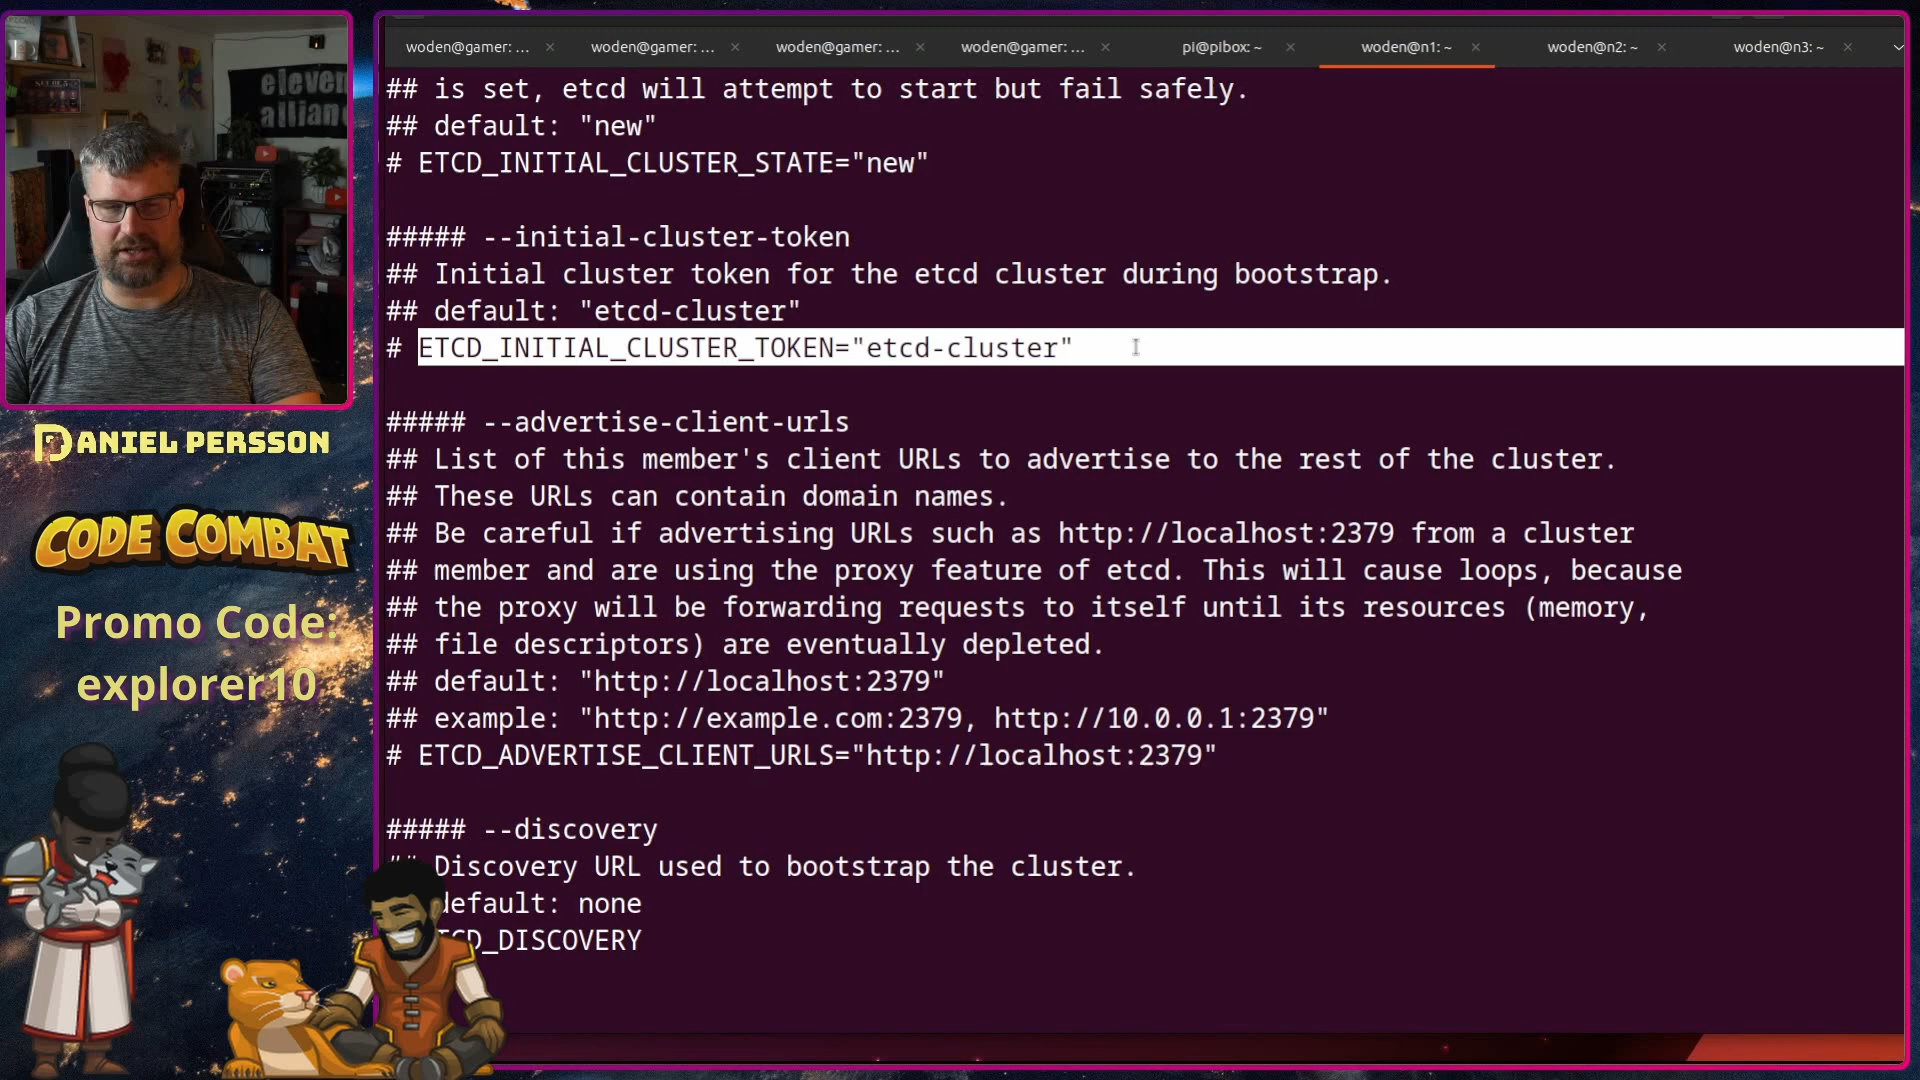 woden@gamer: ... × woden@gamer: ... × woden@gamer: ... × woden@gamer: ... × pi@pibox: ~ × woden@n1: ~ × woden@n2: ~ × woden@n3: ~ ×
## is set, etcd will attempt to start but fail safely.
## default: "new"
# ETCD_INITIAL_CLUSTER_STATE="new"
##### --initial-cluster-token
## Initial cluster token for the etcd cluster during bootstrap.
## default: "etcd-cluster"
# ETCD_INITIAL_CLUSTER_TOKEN="etcd-cluster"
##### --advertise-client-urls
## List of this member's client URLs to advertise to the rest of the cluster.
## These URLs can contain domain names.
## Be careful if advertising URLs such as http://localhost:2379 from a cluster
## member and are using the proxy feature of etcd. This will cause loops, because
## the proxy will be forwarding requests to itself until its resources (memory,
## file descriptors) are eventually depleted.
## default: "http://localhost:2379"
## example: "http://example.com:2379, http://10.0.0.1:2379"
# ETCD_ADVERTISE_CLIENT_URLS="http://localhost:2379"
##### --discovery
Discovery URL used to bootstrap the cluster.
default: none
CD_DISCOVERY
eleven
allian
DANIEL PERSSON
CODE COMBAT
Promo Code:
explorer10